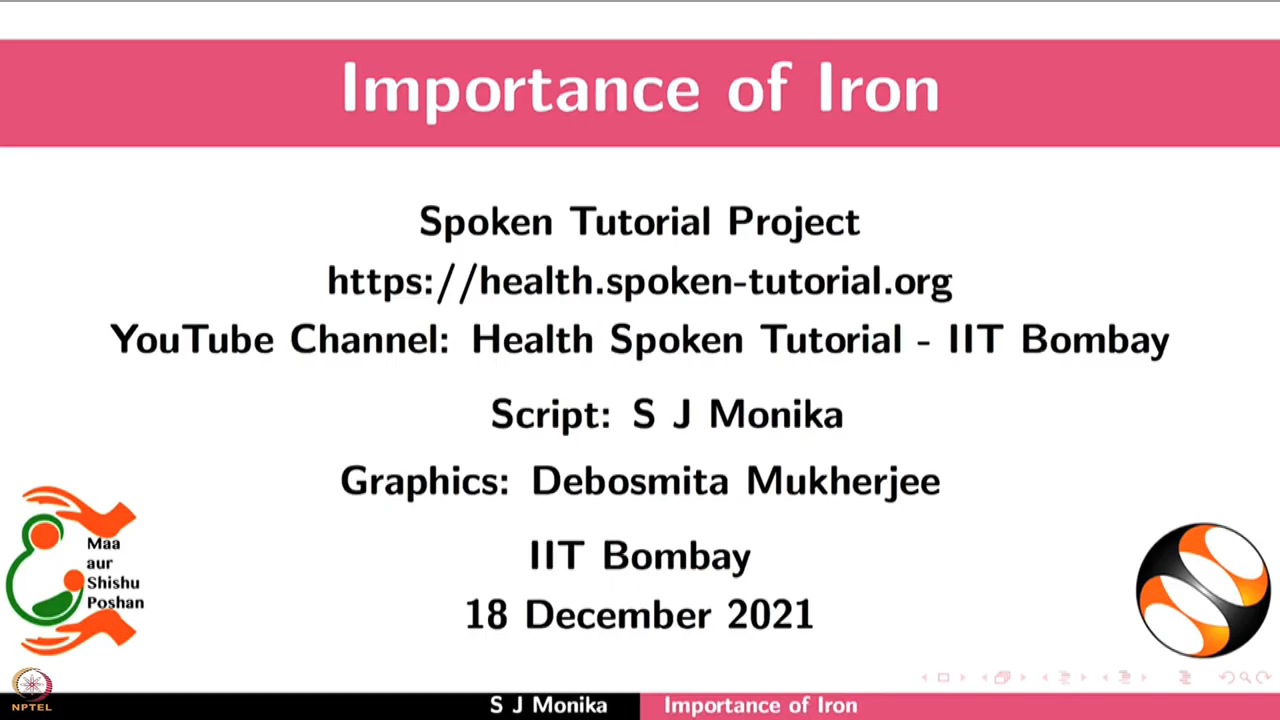 Importance of Iron
Spoken Tutorial Project
https://health.spoken-tutorial.org
YouTube Channel: Health Spoken Tutorial - IIT Bombay
Script: S J Monika
Graphics: Debosmita Mukherjee
IIT Bombay
18 December 2021
Maa
aur
Shishu
Poshan
NPTEL
S J Monika
Importance of Iron